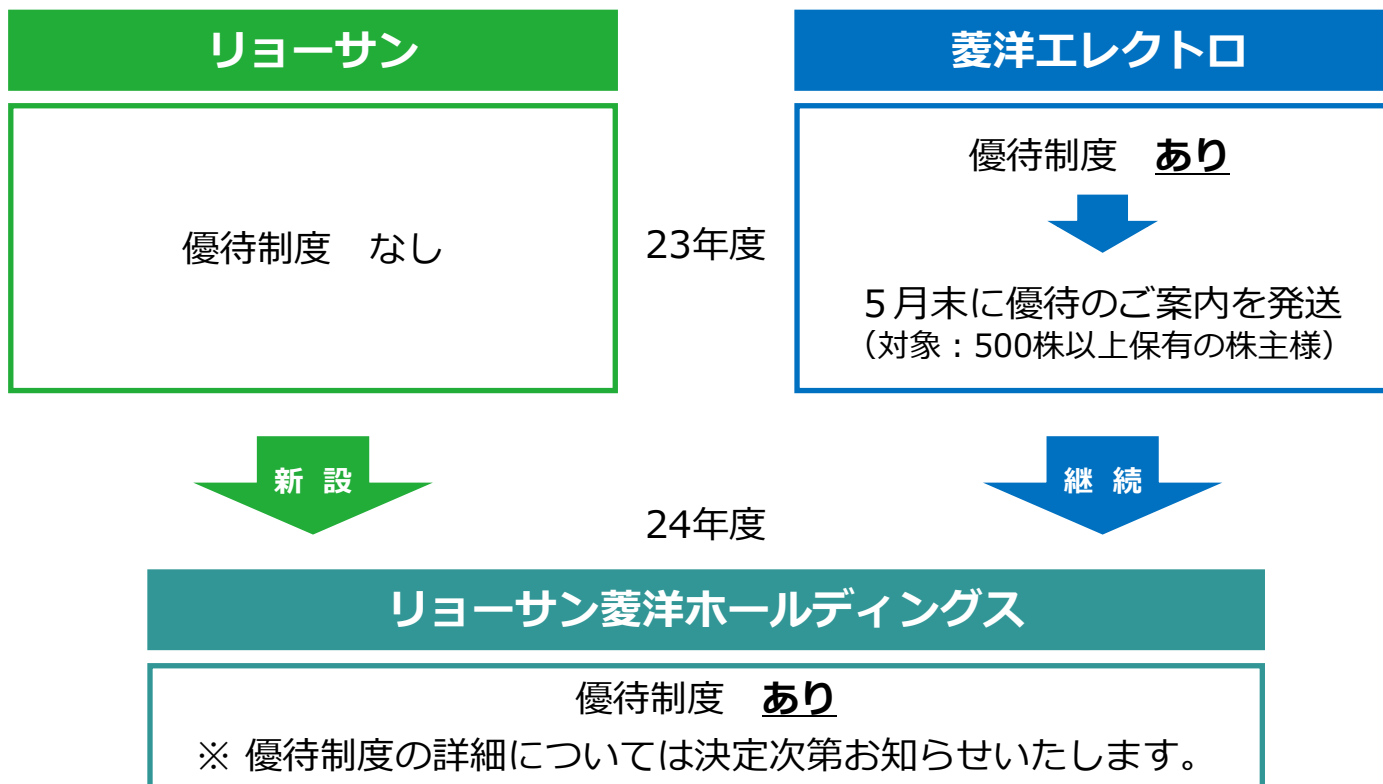 リョーサン
優待制度　なし
23年度
菱洋エレクトロ
優待制度　あり
５月末に優待のご案内を発送
（対象：500株以上保有の株主様）
新 設
継 続
24年度
リョーサン菱洋ホールディングス
優待制度　あり
※ 優待制度の詳細については決定次第お知らせいたします。